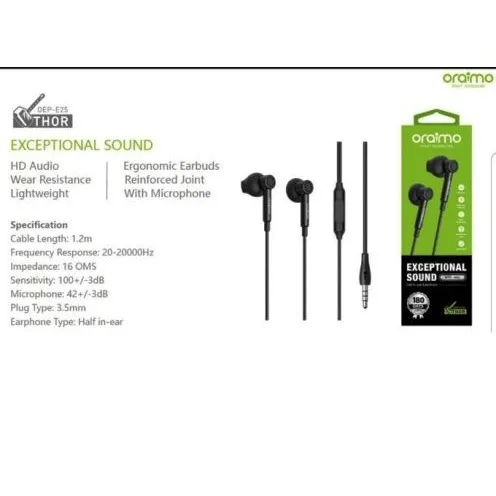 oraimo
OEP-E25
THOR
EXCEPTIONAL SOUND
HD Audio
Wear Resistance
Lightweight
Ergonomic Earbuds
Reinforced Joint
With Microphone
Specification
Cable Length: 1.2m
Frequency Response: 20-20000Hz
Impedance: 16 OMS
Sensitivity: 100+/-3dB
Microphone: 42+/-3dB
Plug Type: 3.5mm
Earphone Type: Half in-ear
oraimo
EXCEPTIONAL
SOUND
180
THOR